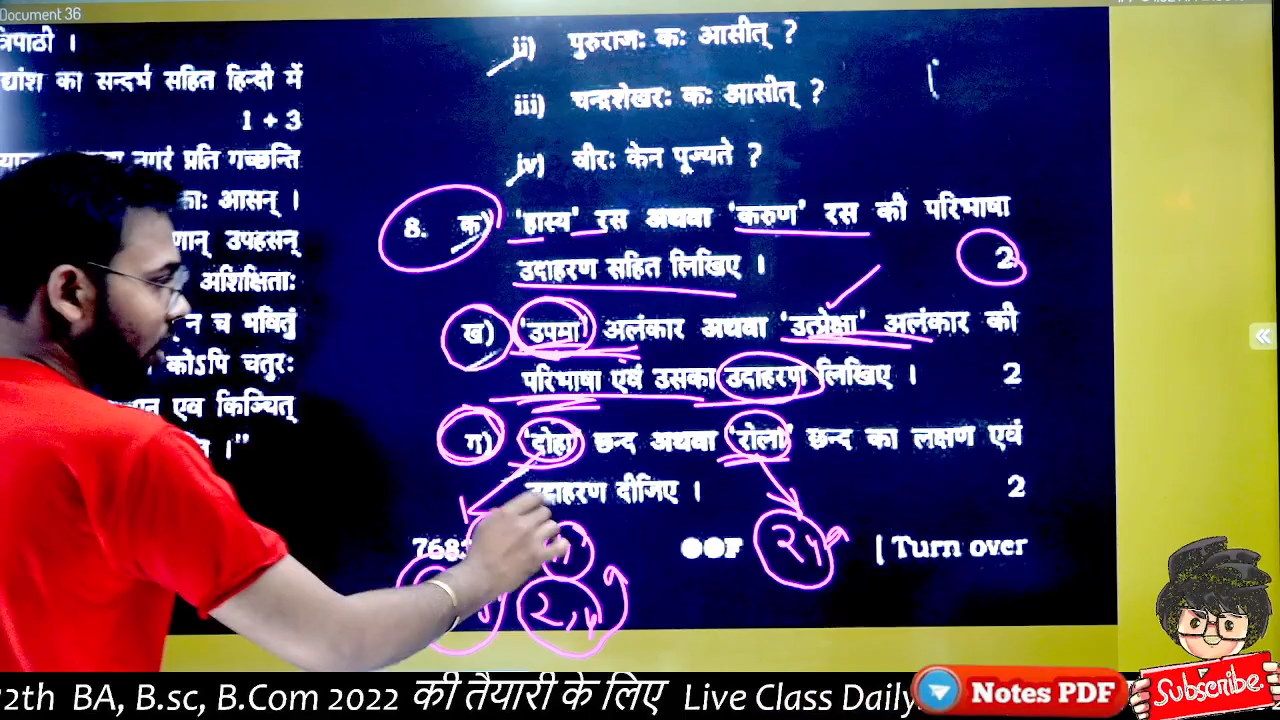 Document 36
त्रिपाठी ।
द्यांश का सन्दर्भ सहित हिन्दी में
1 + 3
नगरं प्रति गच्छन्ति
काः आसन् ।
उपहसन्
अशिक्षिताः
न च भवितुं
कोऽपि चतुरः
एव किञ्चित्
।"
ii) पुरुराजः कः आसीत् ?
iii) चन्द्रशेखरः कः आसीत् ?
iv) वीरः केन पूज्यते ?
8. क) 'हास्य' रस अथवा 'करुण' रस की परिभाषा
उदाहरण सहित लिखिए । 2
ख) 'उपमा' अलंकार अथवा 'उत्प्रेक्षा' अलंकार की
परिभाषा एवं उसका उदाहरण लिखिए । 2
ग) 'दोहा' छन्द अथवा 'रोला' छन्द का लक्षण एवं
उदाहरण दीजिए । 2
| Turn over
BA, B.sc, B.Com 2022 की तैयारी के लिए Live Class Daily
Notes PDF
Subscribe.